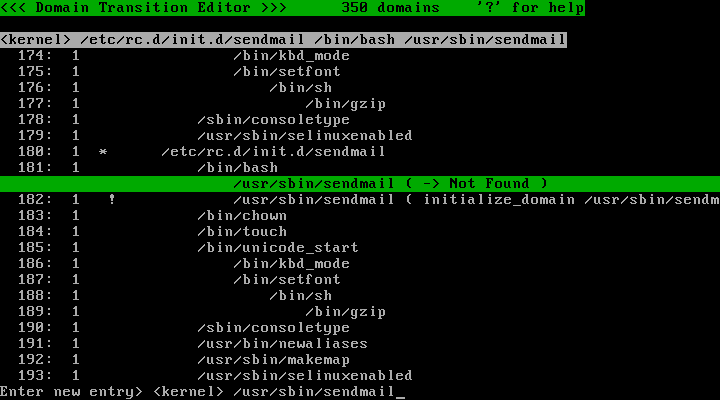 <<< Domain Transition Editor >>>      350 domains    '?' for help
<kernel> /etc/rc.d/init.d/sendmail /bin/bash /usr/sbin/sendmail
174:  1                 /bin/kbd_mode
175:  1                 /bin/setfont
176:  1                     /bin/sh
177:  1                         /bin/gzip
178:  1             /sbin/consoletype
179:  1             /usr/sbin/selinuxenabled
180:  1  *      /etc/rc.d/init.d/sendmail
181:  1             /bin/bash
/usr/sbin/sendmail ( -> Not Found )
182:  1   !             /usr/sbin/sendmail ( initialize_domain /usr/sbin/sendm
183:  1             /bin/chown
184:  1             /bin/touch
185:  1             /bin/unicode_start
186:  1                 /bin/kbd_mode
187:  1                 /bin/setfont
188:  1                     /bin/sh
189:  1                         /bin/gzip
190:  1             /sbin/consoletype
191:  1             /usr/bin/newaliases
192:  1             /usr/sbin/makemap
193:  1             /usr/sbin/selinuxenabled
Enter new entry> <kernel> /usr/sbin/sendmail_